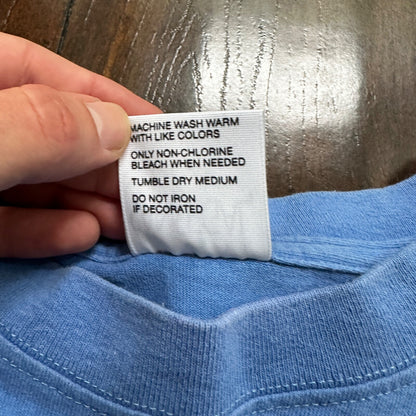 MACHINE WASH WARM
WITH LIKE COLORS
ONLY NON-CHLORINE
BLEACH WHEN NEEDED
TUMBLE DRY MEDIUM
DO NOT IRON
IF DECORATED